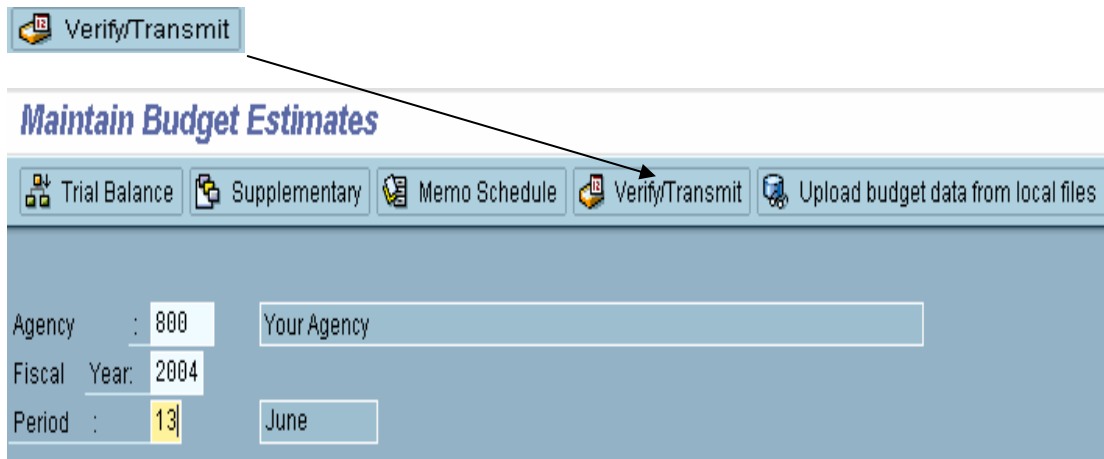 Verify/Transmit
Maintain Budget Estimates
Trial Balance Supplementary Memo Schedule Verify/Transmit Upload budget data from local files
Agency : 800 Your Agency
Fiscal Year: 2004
Period : 13 June